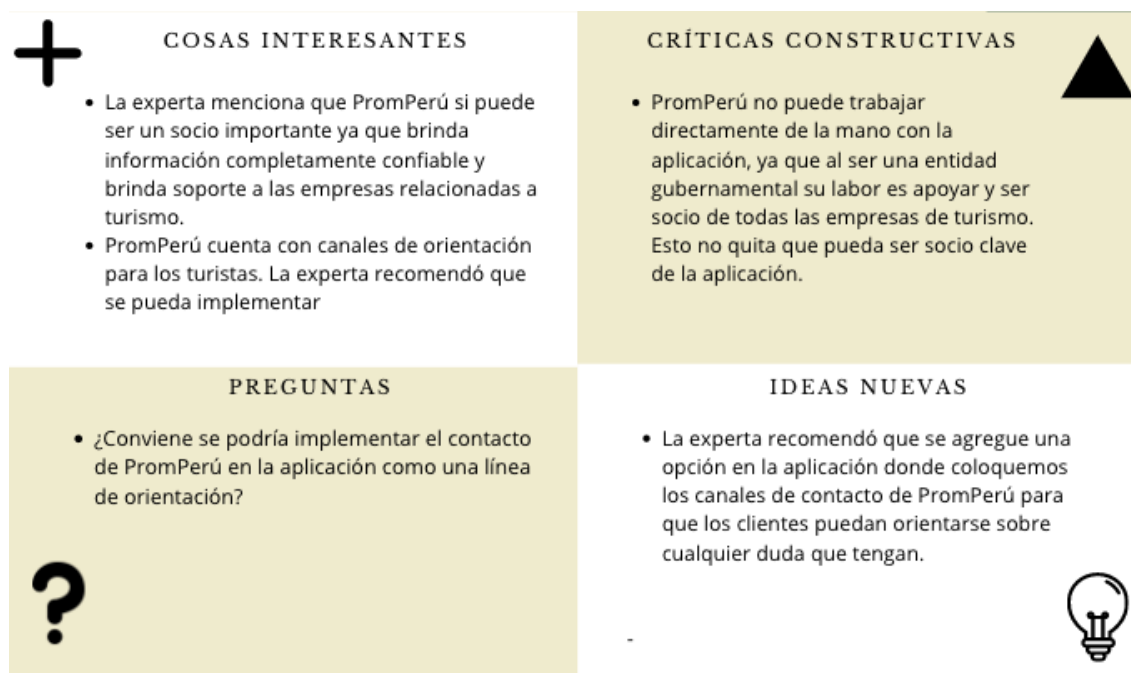 COSAS INTERESANTES
La experta menciona que PromPerú si puede
ser un socio importante ya que brinda
información completamente confiable y
brinda soporte a las empresas relacionadas a
turismo.
PromPerú cuenta con canales de orientación
para los turistas. La experta recomendó que
se pueda implementar
CRÍTICAS CONSTRUCTIVAS
PromPerú no puede trabajar
directamente de la mano con la
aplicación, ya que al ser una entidad
gubernamental su labor es apoyar y ser
socio de todas las empresas de turismo.
Esto no quita que pueda ser socio clave
de la aplicación.
PREGUNTAS
¿Conviene se podría implementar el contacto
de PromPerú en la aplicación como una línea
de orientación?
?
IDEAS NUEVAS
La experta recomendó que se agregue una
opción en la aplicación donde coloquemos
los canales de contacto de PromPerú para
que los clientes puedan orientarse sobre
cualquier duda que tengan.
-